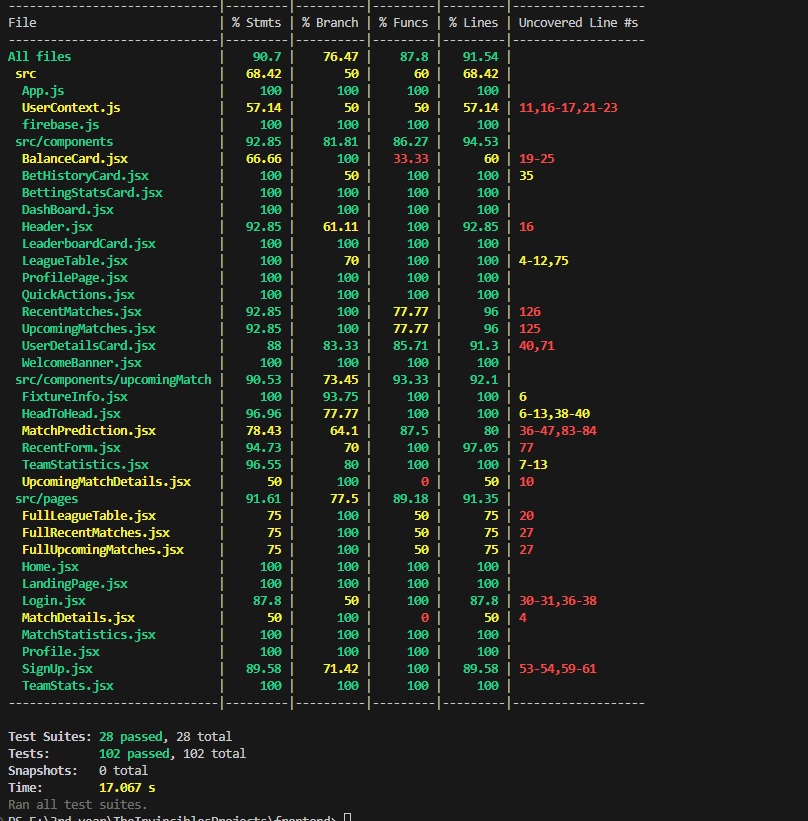 ----------------------------|---------|----------|---------|---------|-------------------
File                        | % Stmts | % Branch | % Funcs | % Lines | Uncovered Line #s
----------------------------|---------|----------|---------|---------|-------------------
All files                   |    90.7 |    76.47 |    87.8 |   91.54 |
 src                        |   68.42 |       50 |      60 |   68.42 |
  App.js                    |     100 |      100 |     100 |     100 |
  UserContext.js            |   57.14 |       50 |      50 |   57.14 | 11,16-17,21-23
  firebase.js               |     100 |      100 |     100 |     100 |
 src/components             |   92.85 |    81.81 |   86.27 |   94.53 |
  BalanceCard.jsx           |   66.66 |      100 |   33.33 |      60 | 19-25
  BetHistoryCard.jsx        |     100 |       50 |     100 |     100 | 35
  BettingStatsCard.jsx      |     100 |      100 |     100 |     100 |
  DashBoard.jsx             |     100 |      100 |     100 |     100 |
  Header.jsx                |   92.85 |    61.11 |     100 |   92.85 | 16
  LeaderboardCard.jsx       |     100 |      100 |     100 |     100 |
  LeagueTable.jsx           |     100 |       70 |     100 |     100 | 4-12,75
  ProfilePage.jsx           |     100 |      100 |     100 |     100 |
  QuickActions.jsx          |     100 |      100 |     100 |     100 |
  RecentMatches.jsx         |   92.85 |      100 |   77.77 |      96 | 126
  UpcomingMatches.jsx       |   92.85 |      100 |   77.77 |      96 | 125
  UserDetailsCard.jsx       |      88 |    83.33 |   85.71 |    91.3 | 40,71
  WelcomeBanner.jsx         |     100 |      100 |     100 |     100 |
 src/components/upcomingMatch |   90.53 |    73.45 |   93.33 |    92.1 |
  FixtureInfo.jsx           |     100 |    93.75 |     100 |     100 | 6
  HeadToHead.jsx            |   96.96 |    77.77 |     100 |     100 | 6-13,38-40
  MatchPrediction.jsx       |   78.43 |     64.1 |    87.5 |      80 | 36-47,83-84
  RecentForm.jsx            |   94.73 |       70 |     100 |   97.05 | 77
  TeamStatistics.jsx        |   96.55 |       80 |     100 |     100 | 7-13
  UpcomingMatchDetails.jsx  |      50 |      100 |       0 |      50 | 10
 src/pages                  |   91.61 |     77.5 |   89.18 |   91.35 |
  FullLeagueTable.jsx       |      75 |      100 |      50 |      75 | 20
  FullRecentMatches.jsx     |      75 |      100 |      50 |      75 | 27
  FullUpcomingMatches.jsx   |      75 |      100 |      50 |      75 | 27
  Home.jsx                  |     100 |      100 |     100 |     100 |
  LandingPage.jsx           |     100 |      100 |     100 |     100 |
  Login.jsx                 |    87.8 |       50 |     100 |    87.8 | 30-31,36-38
  MatchDetails.jsx          |      50 |      100 |       0 |      50 | 4
  MatchStatistics.jsx       |     100 |      100 |     100 |     100 |
  Profile.jsx               |     100 |      100 |     100 |     100 |
  SignUp.jsx                |   89.58 |    71.42 |     100 |   89.58 | 53-54,59-61
  TeamStats.jsx             |     100 |      100 |     100 |     100 |
----------------------------|---------|----------|---------|---------|-------------------
Test Suites: 28 passed, 28 total
Tests:       102 passed, 102 total
Snapshots:   0 total
Time:        17.067 s
Ran all test suites.
PS E:\3rd year\TheInvinciblesProjects\frontend>